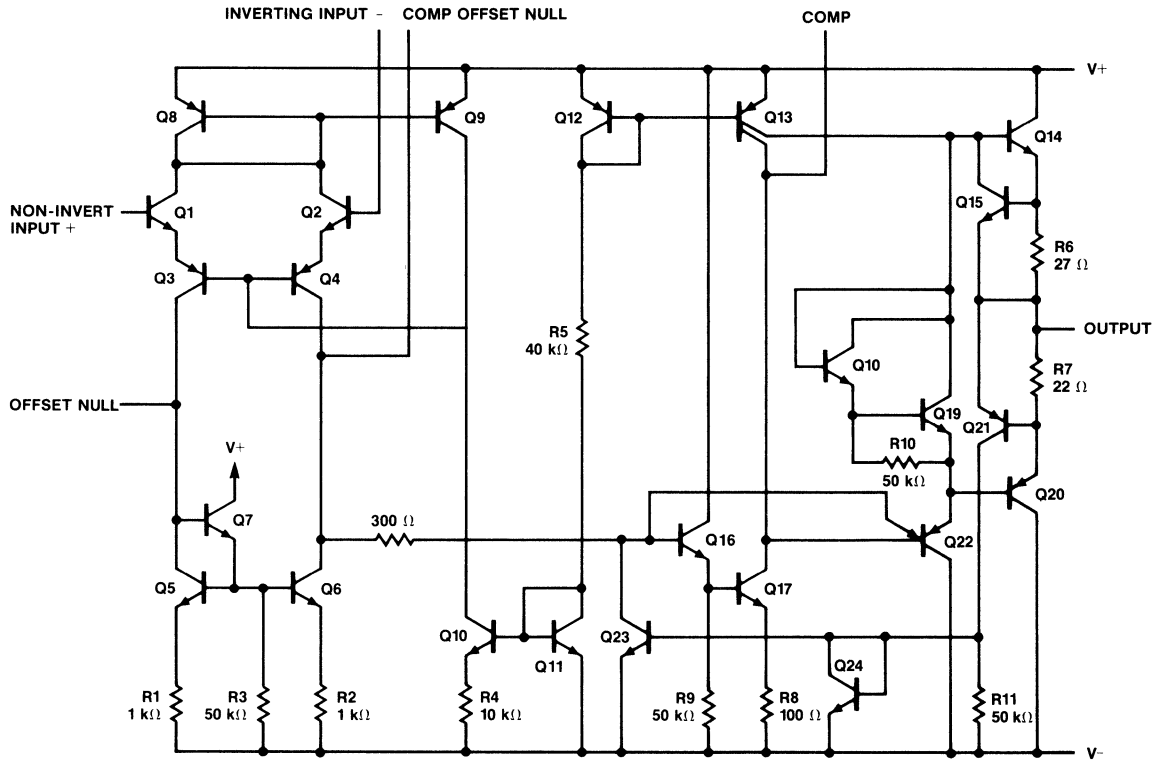 INVERTING INPUT -
COMP OFFSET NULL
COMP
V+
Q8
Q9
Q12
Q13
Q14
NON-INVERT
INPUT +
Q1
Q2
Q15
Q3
Q4
R6
27 Ω
R5
40 kΩ
OUTPUT
Q10
R7
22 Ω
OFFSET NULL
Q19
Q21
V+
R10
50 kΩ
Q20
Q7
300 Ω
Q16
Q22
Q5
Q6
Q17
Q10
Q11
Q23
Q24
R1
1 kΩ
R3
50 kΩ
R2
1 kΩ
R4
10 kΩ
R9
50 kΩ
R8
100 Ω
R11
50 kΩ
V-